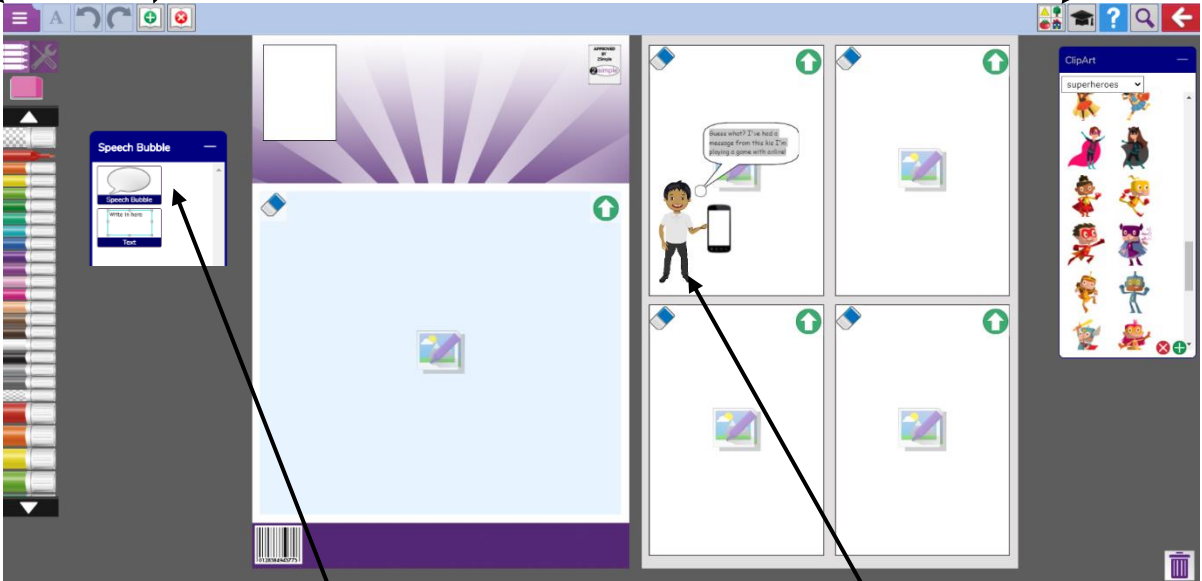 A
?
APPROVED
BY
2Simple
2simple
ClipArt
superheroes
Speech Bubble
Speech Bubble
Write in here
Text
Guess what? I've had a
message from this kid I'm
playing a game with online!